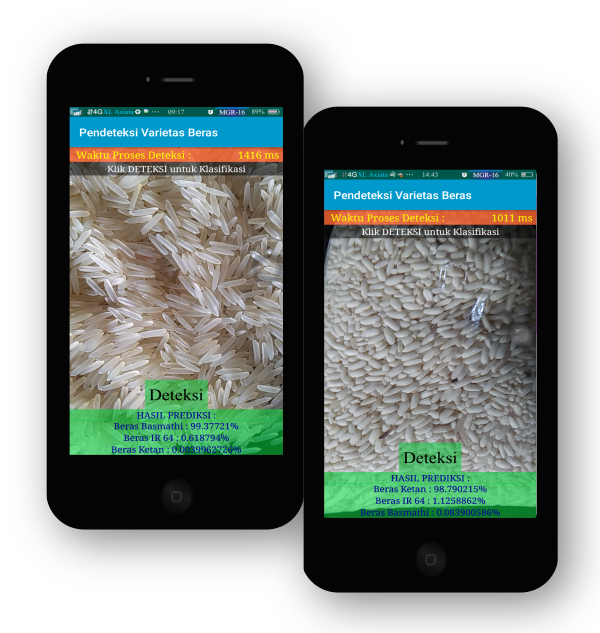 4G XL Axiata 09:17 MGR-16 89%
Pendeteksi Varietas Beras
Waktu Proses Deteksi : 1416 ms
Klik DETEKSI untuk Klasifikasi
Deteksi
HASIL PREDIKSI :
Beras Basmathi : 99.37721%
Beras IR 64 : 0.618794%
Beras Ketan : 0.0039962726%
4G XL Axiata 14:43 MGR-16 40%
Pendeteksi Varietas Beras
Waktu Proses Deteksi : 1011 ms
Klik DETEKSI untuk Klasifikasi
Deteksi
HASIL PREDIKSI :
Beras Ketan : 98.790215%
Beras IR 64 : 1.1258862%
Beras Basmathi : 0.083900586%